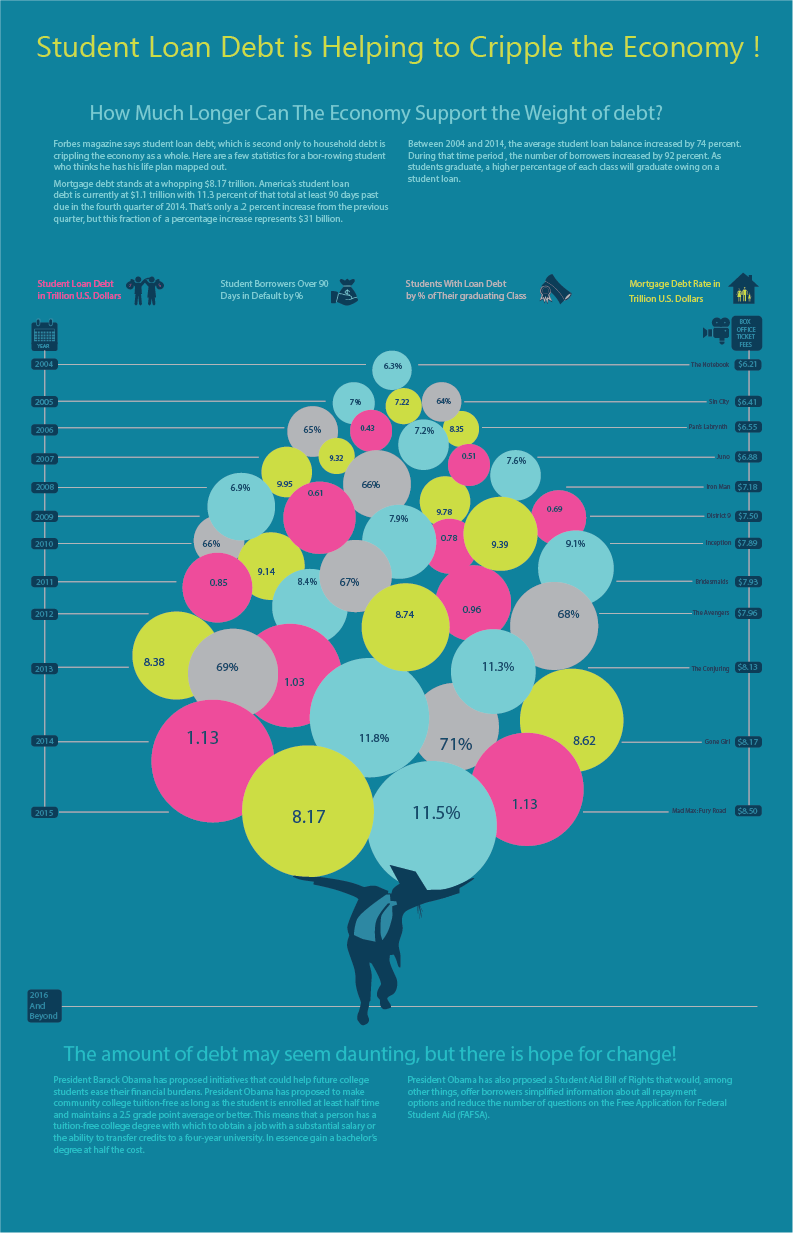 Student Loan Debt is Helping to Cripple the Economy !
How Much Longer Can The Economy Support the Weight of debt?
Forbes magazine says student loan debt, which is second only to household debt is
crippling the economy as a whole. Here are a few statistics for a bor-rowing student
who thinks he has his life plan mapped out.
Mortgage debt stands at a whopping $8.17 trillion. America's student loan
debt is currently at $1.1 trillion with 11.3 percent of that total at least 90 days past
due in the fourth quarter of 2014. That's only a .2 percent increase from the previous
quarter, but this fraction of a percentage increase represents $31 billion.
Between 2004 and 2014, the average student loan balance increased by 74 percent.
During that time period , the number of borrowers increased by 92 percent. As
students graduate, a higher percentage of each class will graduate owing on a
student loan.
Student Loan Debt
in Trillion U.S. Dollars
Student Borrowers Over 90
Days in Default by %
Students With Loan Debt
by % of Their graduating Class
Mortgage Debt Rate in
Trillion U.S. Dollars
YEAR
BOX
OFFICE
TICKET
FEES
2004
6.3%
The Notebook
$6.21
2005
7%
7.22
64%
Sin City
$6.41
2006
65%
0.43
7.2%
8.35
Pan's Labrynth
$6.55
2007
9.32
0.51
7.6%
Juno
$6.88
2008
6.9%
9.95
0.61
66%
Iron Man
$7.18
2009
7.9%
9.78
0.69
District 9
$7.50
2010
66%
0.78
9.39
9.1%
Inception
$7.89
2011
0.85
9.14
8.4%
67%
Bridesmaids
$7.93
2012
8.74
0.96
68%
The Avengers
$7.96
2013
8.38
69%
1.03
11.3%
The Conjuring
$8.13
2014
1.13
11.8%
71%
8.62
Gone Girl
$8.17
2015
8.17
11.5%
1.13
Mad Max: Fury Road
$8.50
2016
And
Beyond
The amount of debt may seem daunting, but there is hope for change!
President Barack Obama has proposed initiatives that could help future college
students ease their financial burdens. President Obama has proposed to make
community college tuition-free as long as the student is enrolled at least half time
and maintains a 2.5 grade point average or better. This means that a person has a
tuition-free college degree with which to obtain a job with a substantial salary or
the ability to transfer credits to a four-year university. In essence gain a bachelor's
degree at half the cost.
President Obama has also prposed a Student Aid Bill of Rights that would, among
other things, offer borrowers simplified information about all repayment
options and reduce the number of questions on the Free Application for Federal
Student Aid (FAFSA).